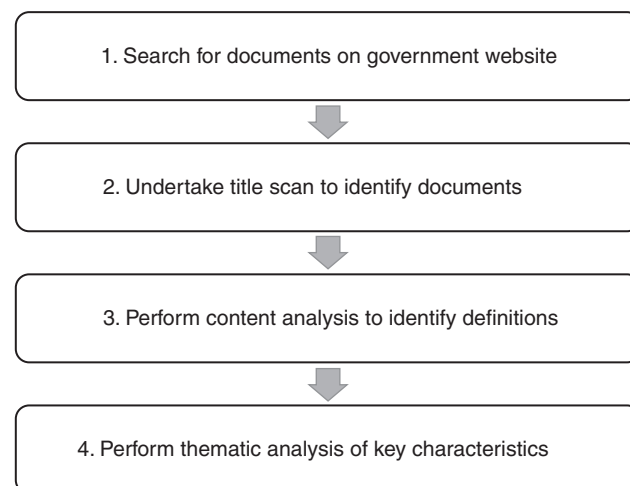 1. Search for documents on government website
2. Undertake title scan to identify documents
3. Perform content analysis to identify definitions
4. Perform thematic analysis of key characteristics